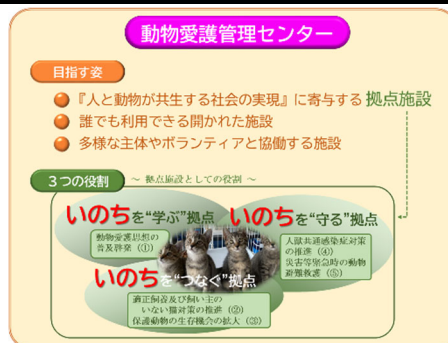 動物愛護管理センター
目指す姿
『人と動物が共生する社会の実現』に寄与する 拠点施設
誰でも利用できる開かれた施設
多様な主体やボランティアと協働する施設
3つの役割 ～ 拠点施設としての役割 ～
いのちを“学ぶ”拠点
動物愛護思想の
普及啓発（①）
いのちを“守る”拠点
人獣共通感染症対策
の推進（④）
災害等緊急時の動物
避難救護（⑤）
いのちを“つなぐ”拠点
適正飼養及び飼い主の
いない猫対策の推進（②）
保護動物の生存機会の拡大（③）